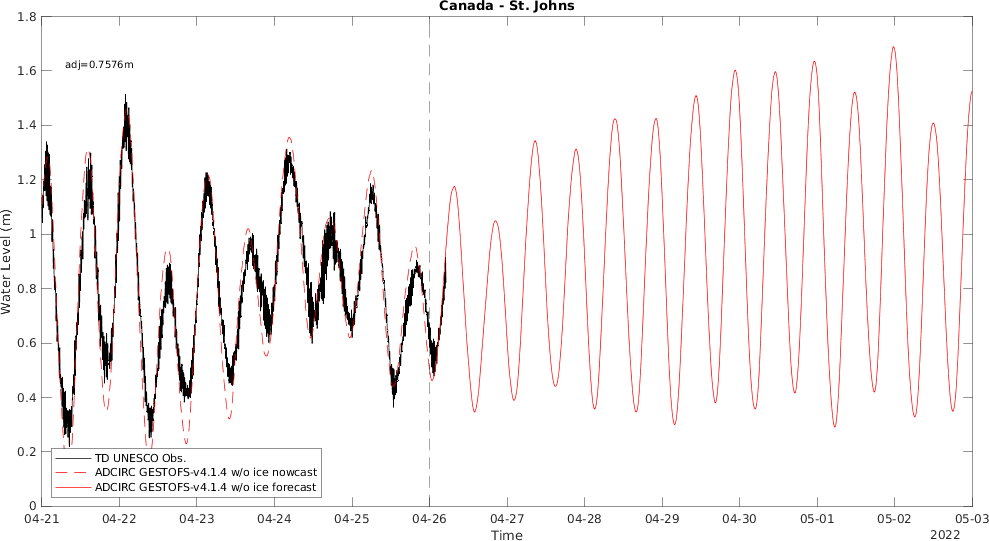 Canada - St. Johns
adj=0.7576m
Water Level (m)
1.8
1.6
1.4
1.2
1
0.8
0.6
0.4
0.2
0
TD UNESCO Obs.
ADCIRC GESTOFS-v4.1.4 w/o ice nowcast
ADCIRC GESTOFS-v4.1.4 w/o ice forecast
04-21 04-22 04-23 04-24 04-25 04-26 04-27 04-28 04-29 04-30 05-01 05-02 05-03
Time
2022